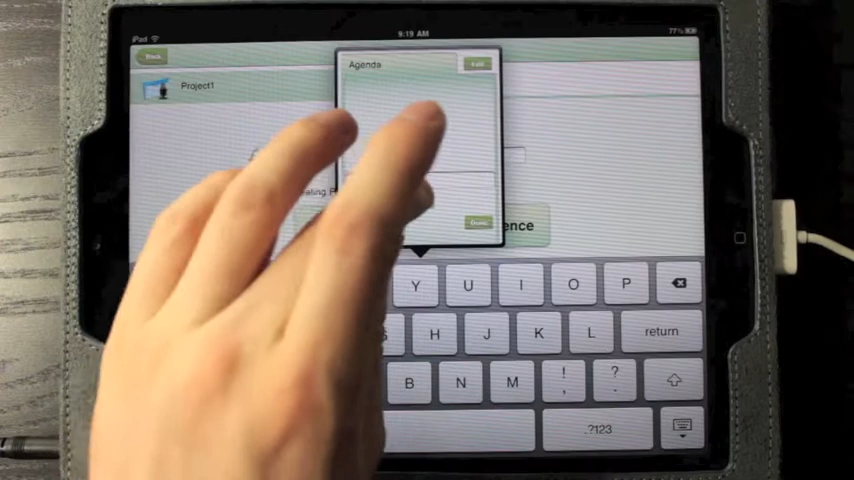 iPad
9:19 AM
77%
Back
Agenda
Edit
Project1
Done
ence
Y
U
I
O
P
H
J
K
L
return
B
N
M
!
,
?
.
.?123